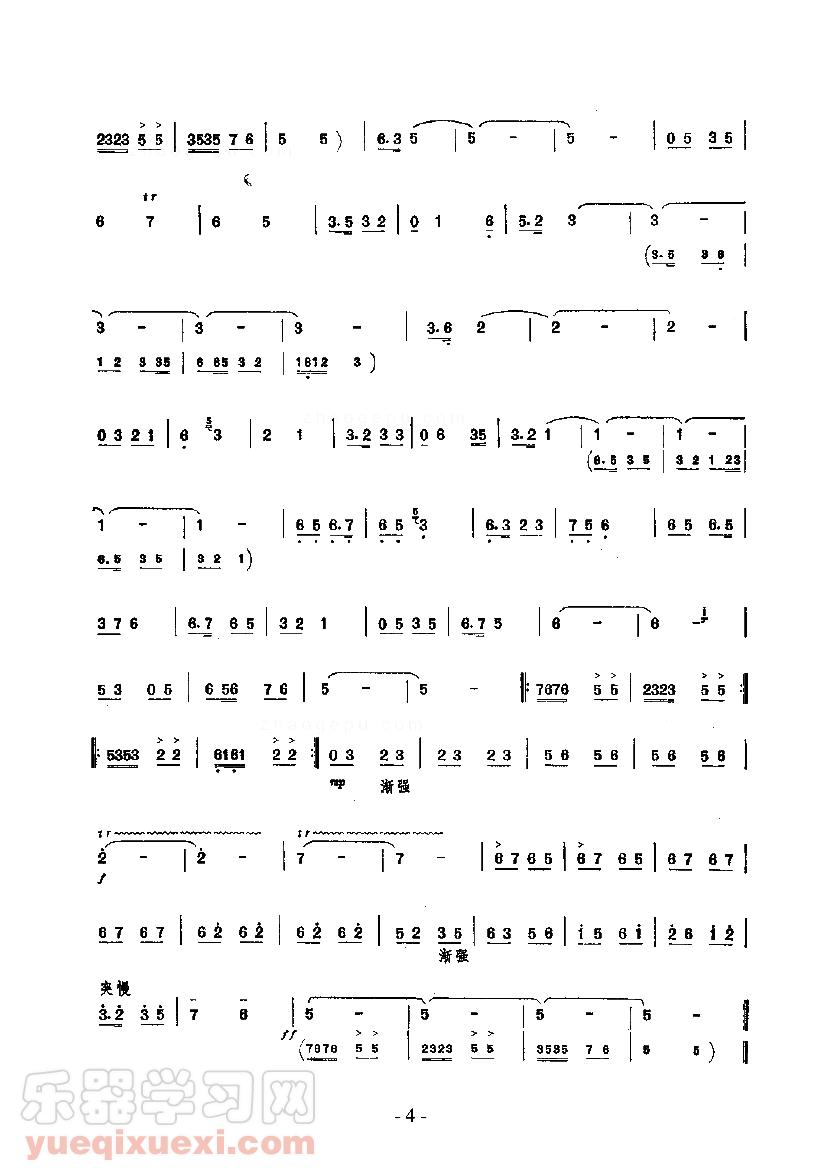 2323 5 5 | 3535 7 6 | 5 5 ) | 6.3 5 | 5 - | 5 - | 0 5 3 5 |
tr
6 7 | 6 5 | 3.5 3 2 | 0 1 6 | 5.2 3 | 3 - |
(3.5 3 6 |
3 - | 3 - | 3 - | 3.6 2 | 2 - | 2 - |
1 2 3 35 | 6 65 3 2 | 1612 3 )
0 3 2 1 | 6 5 3 | 2 1 | 3.2 3 3 | 0 6 35 | 3.2 1 | 1 - | 1 - |
(6.5 3 5 | 3 2 1 23 |
1 - | 1 - | 6 5 6.7 | 6 5 5 3 | 6.3 2 3 | 7 5 6 | 6 5 6.5 |
6.5 3 5 | 3 2 1 )
3 7 6 | 6.7 6 5 | 3 2 1 | 0 5 3 5 | 6.7 5 | 6 - | 6 - i |
5 3 0 5 | 6 56 7 6 | 5 - | 5 - |: 7676 5 5 | 2323 5 5 :|
|: 5353 2 2 | 6161 2 2 :| 0 3 2 3 | 2 3 2 3 | 5 6 5 6 | 5 6 5 6 |
mp 渐强
tr tr
2̇ - | 2̇ - | 7 - | 7 - | 6 7 6 5 | 6 7 6 5 | 6 7 6 7 |
f
6 7 6 7 | 6 2̇ 6 2̇ | 6 2̇ 6 2̇ | 5 2 3 5 | 6 3 5 6 | i 5 6 i | 2̇ 6 i 2̇ |
渐强
突慢
3̇.2̇ 3̇ 5̇ | 7 6 | 5 - | 5 - | 5 - | 5 - ‖
ff (7676 5 5 | 2323 5 5 | 3535 7 6 | 5 5 ) ‖
乐器学习网
yueqixuexi.com
- 4 -